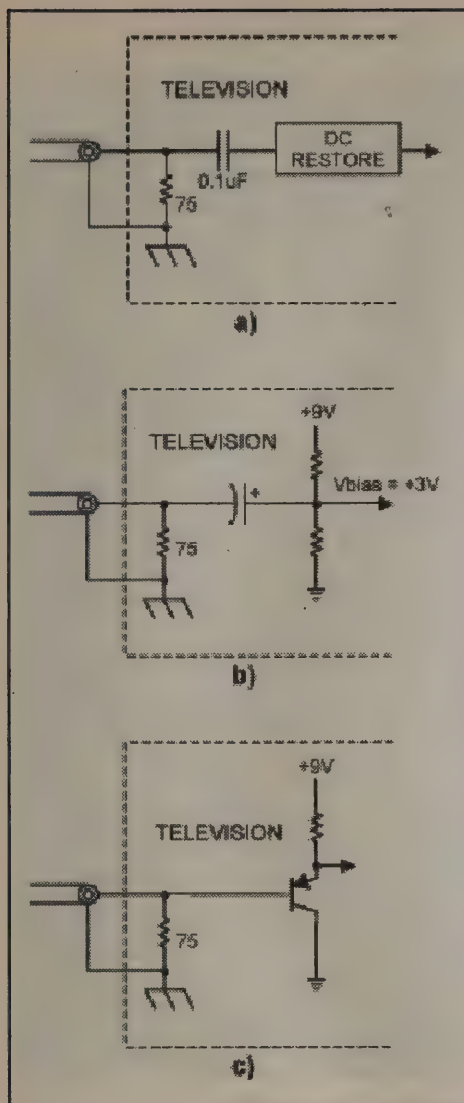 TELEVISION
DC
RESTORE
0.1uF
75
a)
+9V
TELEVISION
Vbias = +3V
+
75
b)
+9V
TELEVISION
75
c)